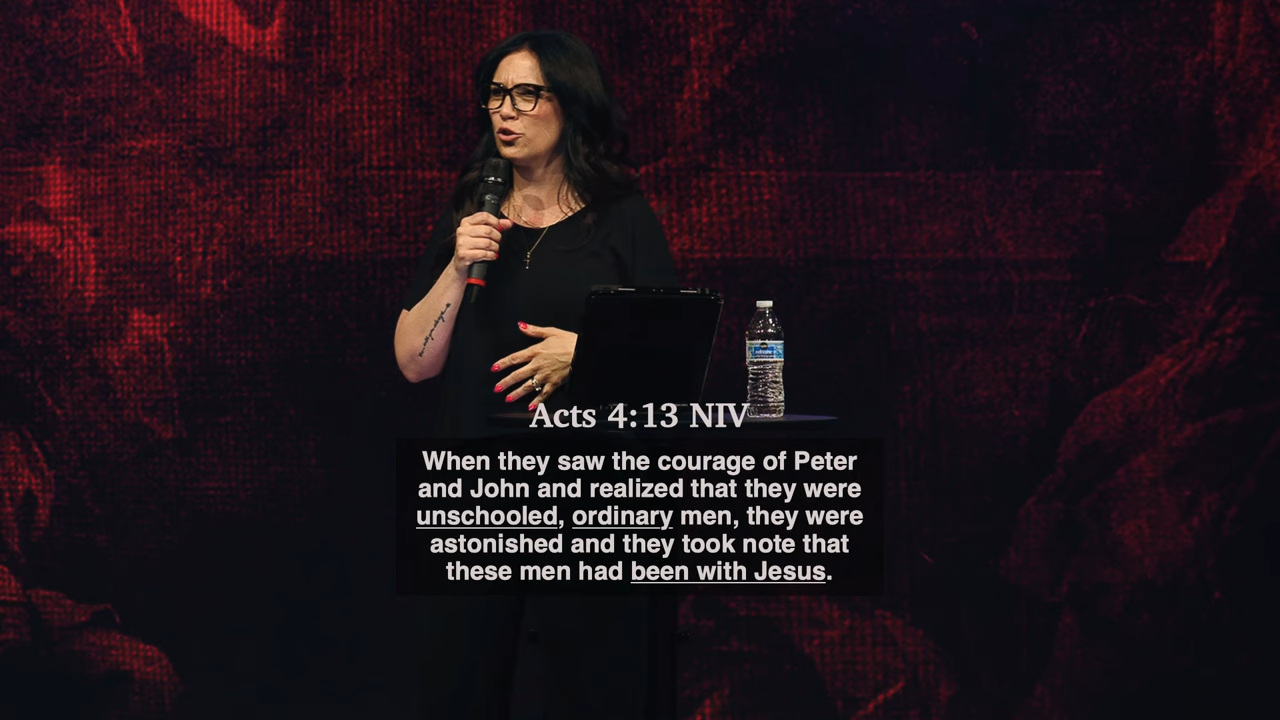 Acts 4:13 NIV
When they saw the courage of Peter
and John and realized that they were
unschooled, ordinary men, they were
astonished and they took note that
these men had been with Jesus.